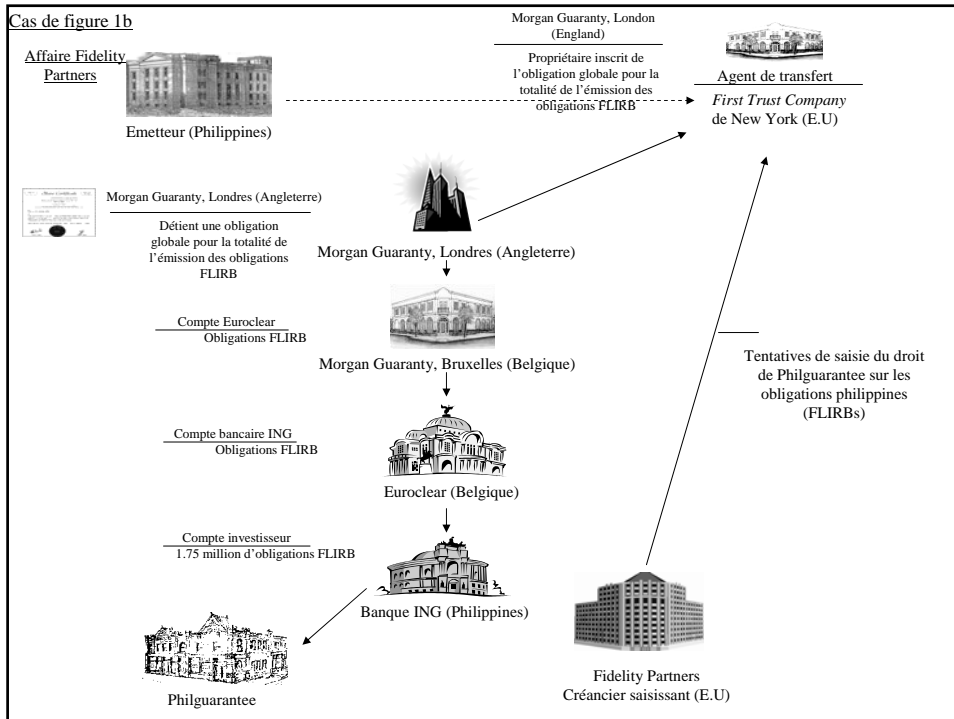 Cas de figure 1b
Affaire Fidelity
Partners
Emetteur (Philippines)
Morgan Guaranty, London
(England)
Propriétaire inscrit de
l’obligation globale pour la
totalité de l’émission des
obligations FLIRB
Agent de transfert
First Trust Company
de New York (E.U)
Morgan Guaranty, Londres (Angleterre)
Détient une obligation
globale pour la totalité de
l’émission des obligations
FLIRB
Morgan Guaranty, Londres (Angleterre)
Compte Euroclear
Obligations FLIRB
Morgan Guaranty, Bruxelles (Belgique)
Tentatives de saisie du droit
de Philguarantee sur les
obligations philippines
(FLIRBs)
Compte bancaire ING
Obligations FLIRB
Euroclear (Belgique)
Compte investisseur
1.75 million d’obligations FLIRB
Banque ING (Philippines)
Philguarantee
Fidelity Partners
Créancier saisissant (E.U)